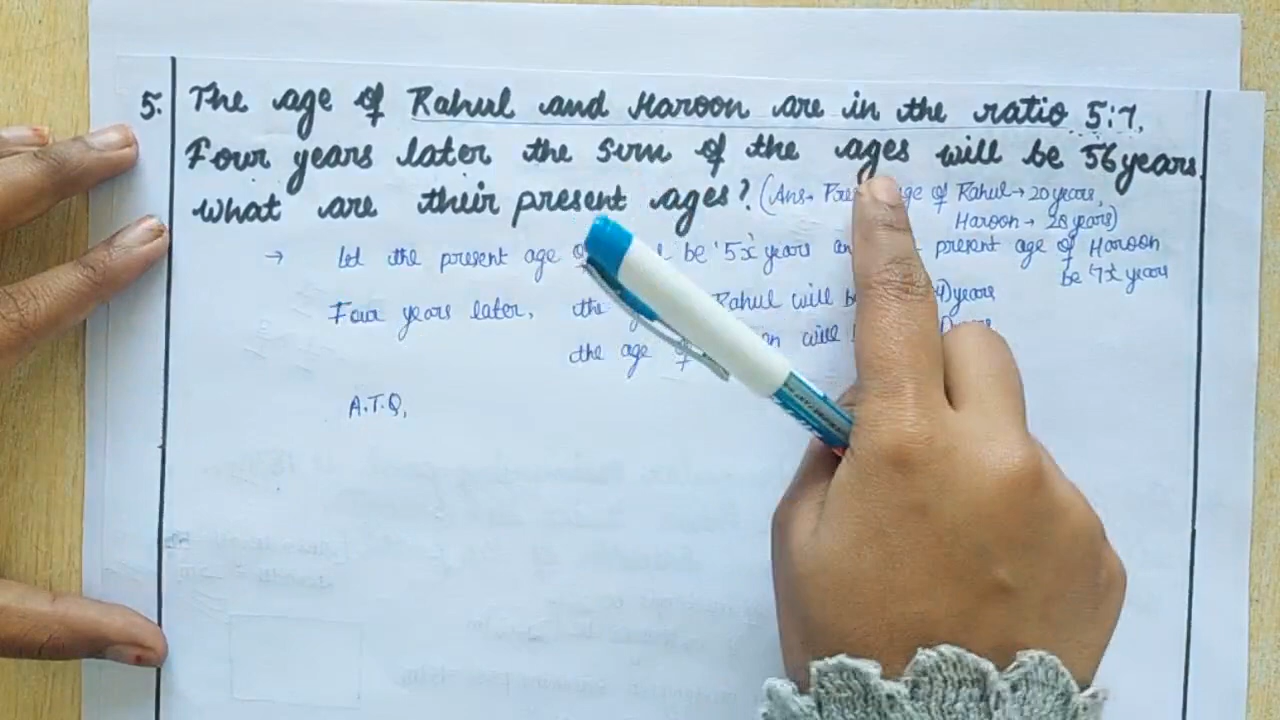 5. The age of Rahul and Haroon are in the ratio 5:7.
Four years later the sum of the ages will be 56 years.
what are their present ages? (Ans→ age of Rahul → 20 years,
Haroon → 28 years)
→ Let the present age be '5x' years present age of Haroon
be '7x' years
Four years later, the Rahul will years
the age of will
A.T.Q,